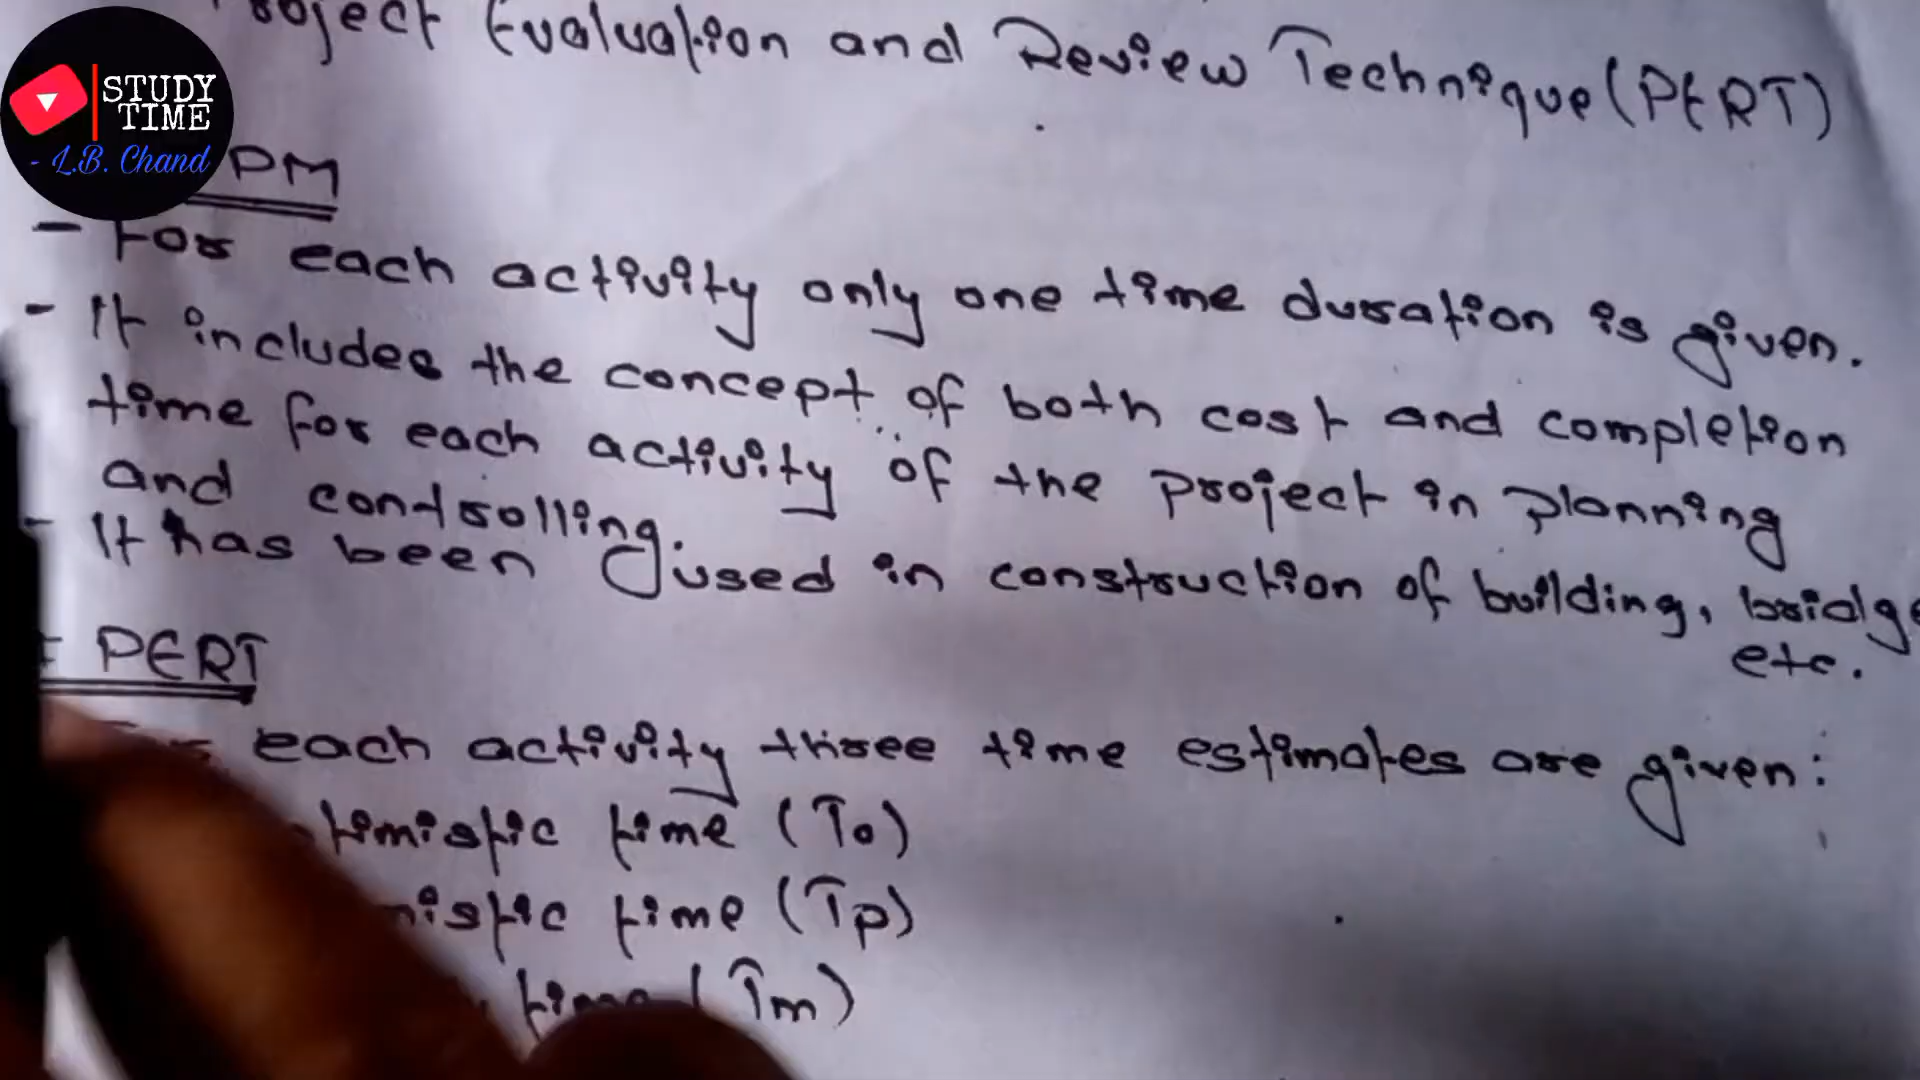 Evaluation and Review Technique (PERT)
STUDY
TIME
- L.B. Chand
PM
- For each activity only one time duration is given.
- It includes the concept of both cost and completion
time for each activity of the project in planning
and controlling.
- It has been used in construction of building,
etc.
PERT
each activity three time estimates are given:
time (To)
time (Tp)
time (Tm)